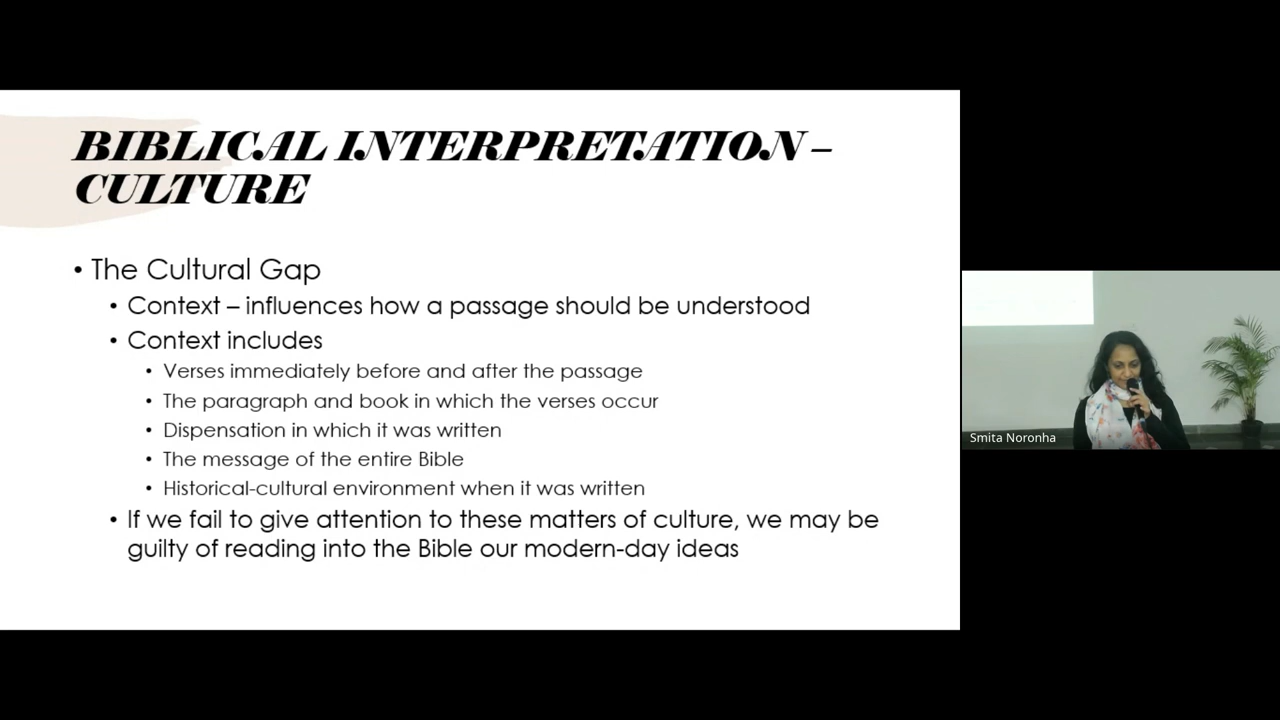 BIBLICAL INTERPRETATION –
CULTURE
• The Cultural Gap
• Context – influences how a passage should be understood
• Context includes
• Verses immediately before and after the passage
• The paragraph and book in which the verses occur
• Dispensation in which it was written
• The message of the entire Bible
• Historical-cultural environment when it was written
• If we fail to give attention to these matters of culture, we may be
guilty of reading into the Bible our modern-day ideas
Smita Noronha